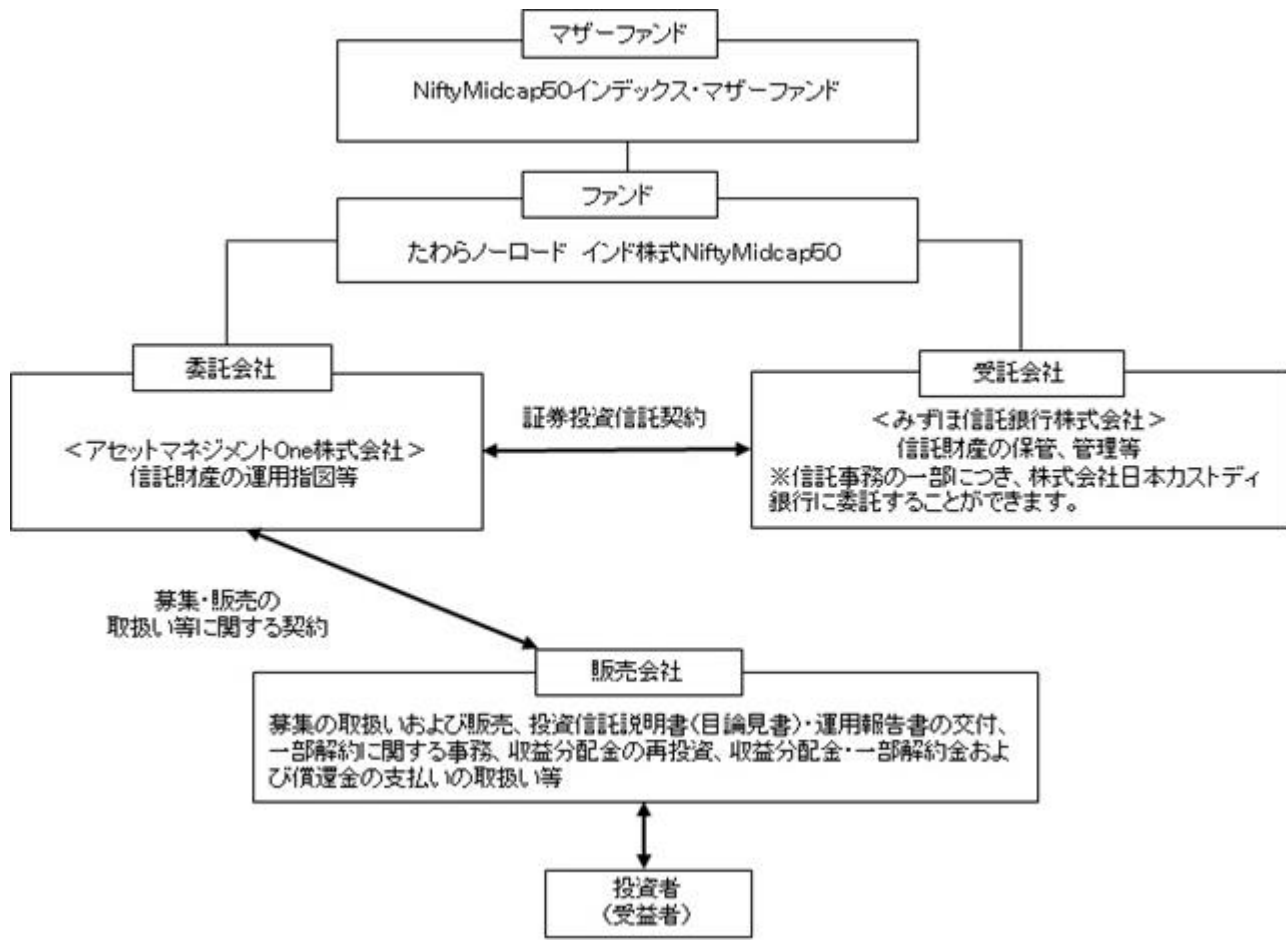 マザーファンド
NiftyMidcap50インデックス・マザーファンド
ファンド
たわらノーロード インド株式NiftyMidcap50
委託会社
<アセットマネジメントOne株式会社>
信託財産の運用指図等
証券投資信託契約
受託会社
<みずほ信託銀行株式会社>
信託財産の保管、管理等
※信託事務の一部につき、株式会社日本カストディ
銀行に委託することができます。
募集・販売の
取扱い等に関する契約
販売会社
募集の取扱いおよび販売、投資信託説明書(目論見書)・運用報告書の交付、
一部解約に関する事務、収益分配金の再投資、収益分配金・一部解約金およ
び償還金の支払いの取扱い等
投資者
(受益者)